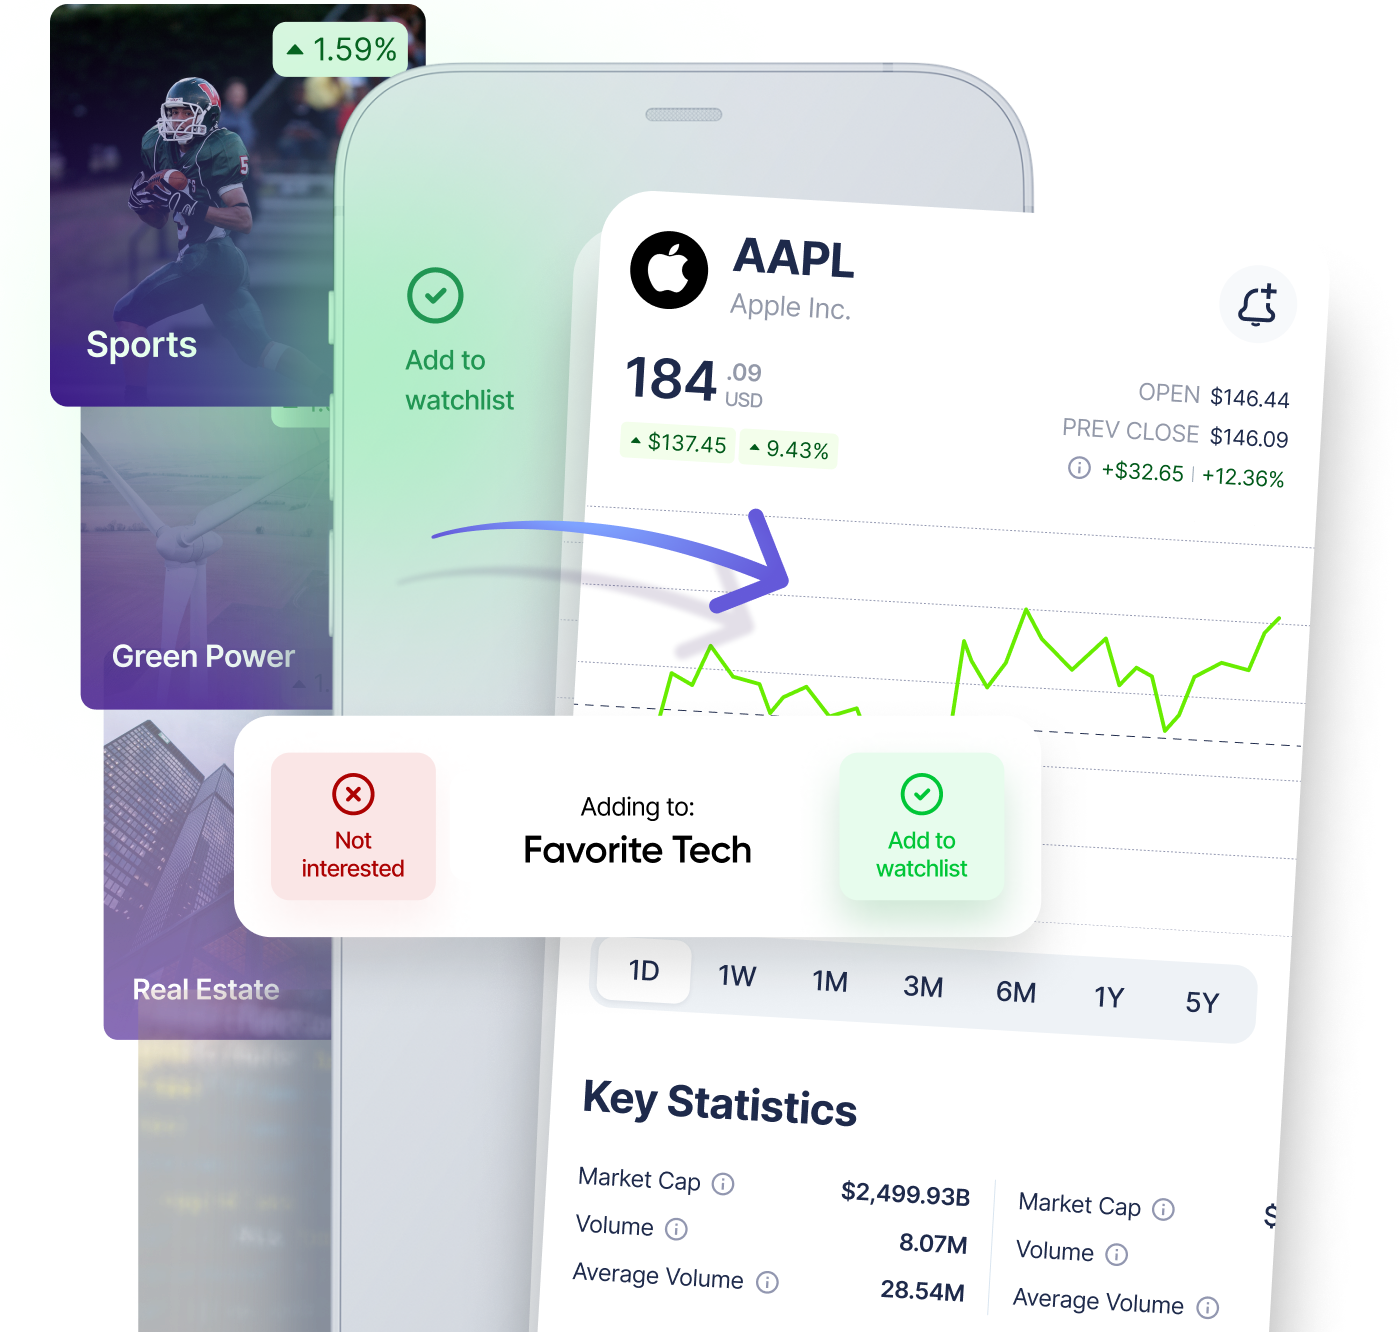 1.59%
Sports
Green Power
Real Estate
Add to
watchlist
AAPL
Apple Inc.
184 .09
USD
$137.45 9.43%
OPEN $146.44
PREV CLOSE $146.09
+$32.65 | +12.36%
Not
interested
Adding to:
Favorite Tech
Add to
watchlist
1D 1W 1M 3M 6M 1Y 5Y
Key Statistics
Market Cap $2,499.93B
Volume 8.07M
Average Volume 28.54M
Market Cap $
Volume
Average Volume